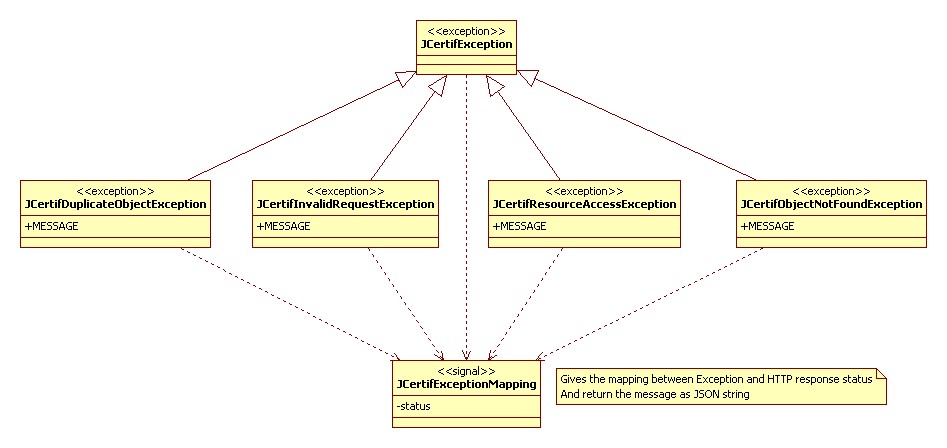 <<exception>>
JCertifException
<<exception>>
JCertifDuplicateObjectException
+MESSAGE
<<exception>>
JCertifInvalidRequestException
+MESSAGE
<<exception>>
JCertifResourceAccessException
+MESSAGE
<<exception>>
JCertifObjectNotFoundException
+MESSAGE
<<signal>>
JCertifExceptionMapping
-status
Gives the mapping between Exception and HTTP response status
And return the message as JSON string